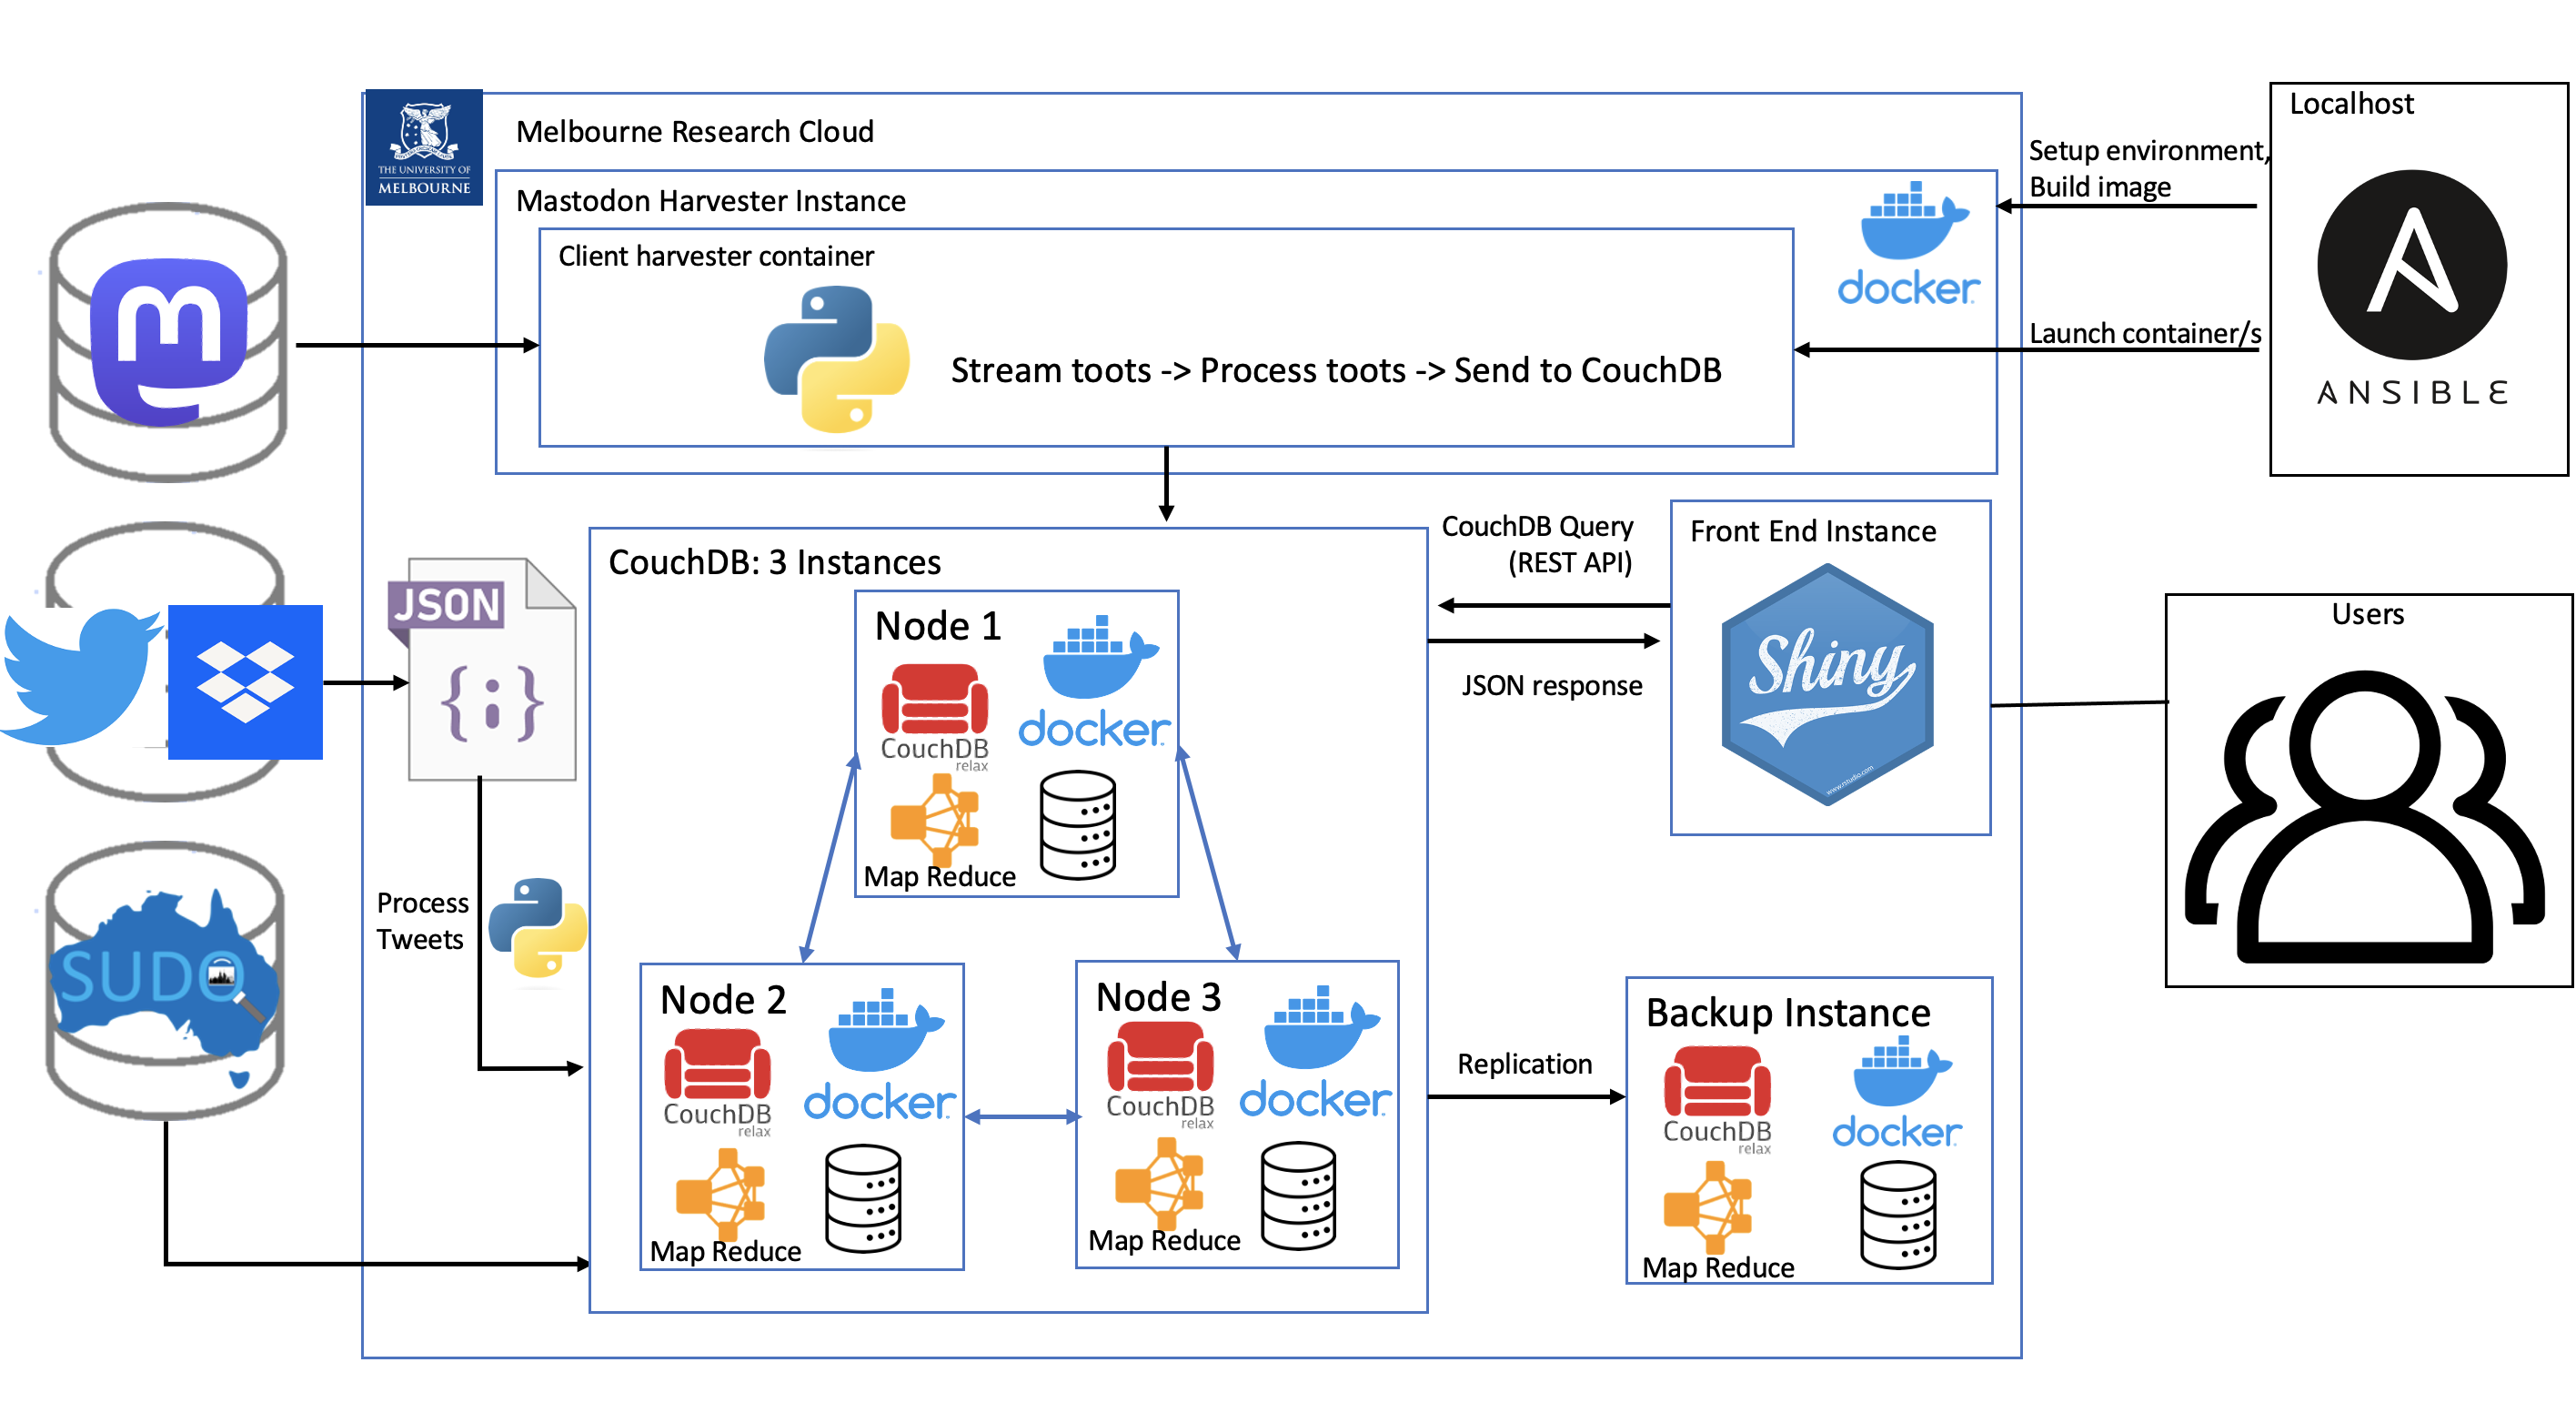 THE UNIVERSITY OF
MELBOURNE
Melbourne Research Cloud
Mastodon Harvester Instance
Client harvester container
Stream toots -> Process toots -> Send to CouchDB
docker
Setup environment,
Build image
Launch container/s
Localhost
ANSIBLE
m
JSON
{;}
Process
Tweets
SUDO
CouchDB: 3 Instances
Node 1
CouchDB
relax
docker
Map Reduce
Node 2
CouchDB
relax
docker
Map Reduce
Node 3
CouchDB
relax
docker
Map Reduce
CouchDB Query
(REST API)
JSON response
Front End Instance
Shiny
www.rstudio.com
Users
Replication
Backup Instance
CouchDB
relax
docker
Map Reduce